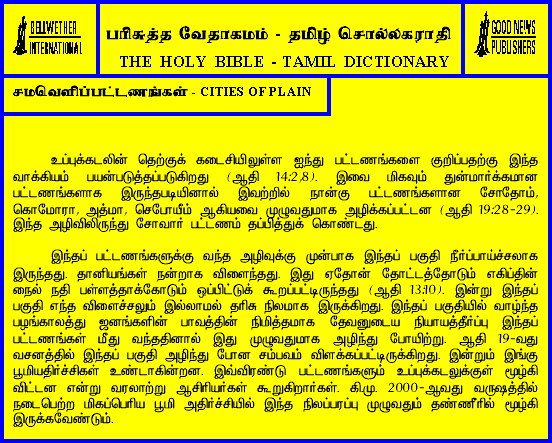 BELLWETHER
INTERNATIONAL
பரிசுத்த வேதாகமம் - தமிழ் சொல்லகராதி
THE HOLY BIBLE - TAMIL DICTIONARY
GOOD NEWS
PUBLISHERS
சமவெளிப்பட்டணங்கள் - CITIES OF PLAIN
உப்புக்கடலின் தெற்குக் கடைசியிலுள்ள ஐந்து பட்டணங்களை குறிப்பதற்கு இந்த
வாக்கியம் பயன்படுத்தப்படுகிறது (ஆதி 14:2,8). இவை மிகவும் துன்மார்க்கமான
பட்டணங்களாக இருந்தபடியினால் இவற்றில் நான்கு பட்டணங்களான சோதோம்,
கொமோரா, அத்மா, செபோயீம் ஆகியவை முழுவதுமாக அழிக்கப்பட்டன (ஆதி 19:28-29).
இந்த அழிவிலிருந்து சோவார் பட்டணம் தப்பித்துக் கொண்டது.
இந்தப் பட்டணங்களுக்கு வந்த அழிவுக்கு முன்பாக இந்தப் பகுதி நீர்ப்பாய்ச்சலாக
இருந்தது. தானியங்கள் நன்றாக விளைந்தது. இது ஏதேன் தோட்டத்தோடும் எகிப்தின்
நைல் நதி பள்ளத்தாக்கோடும் ஒப்பிட்டுக் கூறப்பட்டிருந்தது (ஆதி 13:10). இன்று இந்தப்
பகுதி எந்த விளைச்சலும் இல்லாமல் தரிசு நிலமாக இருக்கிறது. இந்தப் பகுதியில் வாழ்ந்த
பழங்காலத்து ஜனங்களின் பாவத்தின் நிமித்தமாக தேவனுடைய நியாயத்தீர்ப்பு இந்தப்
பட்டணங்கள் மீது வந்ததினால் இது முழுவதுமாக அழிந்து போயிற்று. ஆதி 19-வது
வசனத்தில் இந்தப் பகுதி அழிந்து போன சம்பவம் விளக்கப்பட்டிருக்கிறது. இன்றும் இங்கு
பூமியதிர்ச்சிகள் உண்டாகின்றன. இவ்விரண்டு பட்டணங்களும் உப்புக்கடலுக்குள் மூழ்கி
விட்டன என்று வரலாற்று ஆசிரியர்கள் கூறுகிறார்கள். கி.மு. 2000-ஆவது வருஷத்தில்
நடைபெற்ற மிகப்பெரிய பூமி அதிர்ச்சியில் இந்த நிலப்பரப்பு முழுவதும் தண்ணீரில் மூழ்கி
இருக்கவேண்டும்.